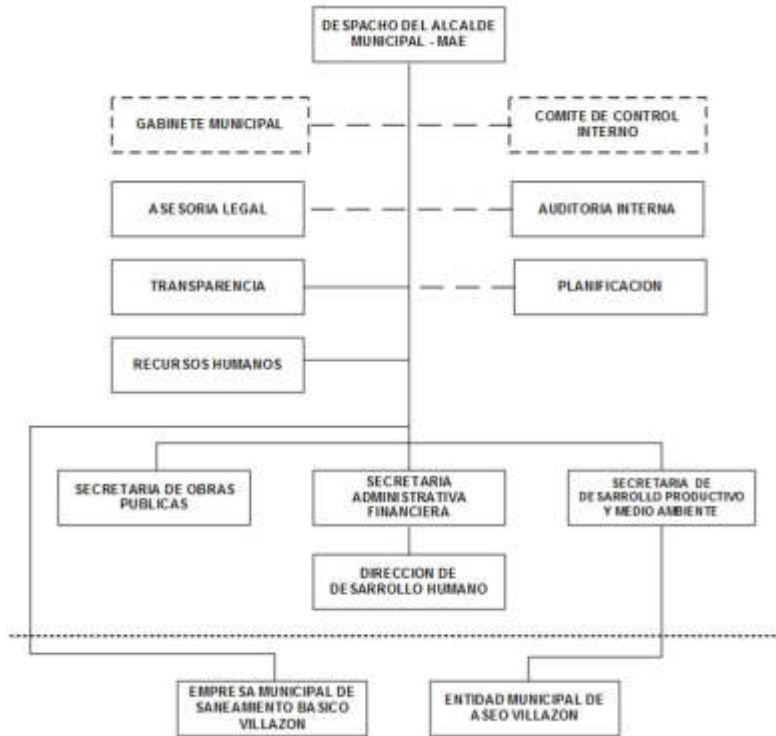 DESPACHO DEL ALCALDE
MUNICIPAL - MAE
GABINETE MUNICIPAL
COMITE DE CONTROL
INTERNO
ASESORIA LEGAL
AUDITORIA INTERNA
TRANSPARENCIA
PLANIFICACION
RECURSOS HUMANOS
SECRETARIA DE OBRAS
PUBLICAS
SECRETARIA
ADMINISTRATIVA
FINANCIERA
SECRETARIA DE
DESARROLLO PRODUCTIVO
Y MEDIO AMBIENTE
DIRECCION DE
DESARROLLO HUMANO
EMPRESA MUNICIPAL DE
SANEAMIENTO BASICO
VILLAZON
ENTIDAD MUNICIPAL DE
ASEO VILLAZON